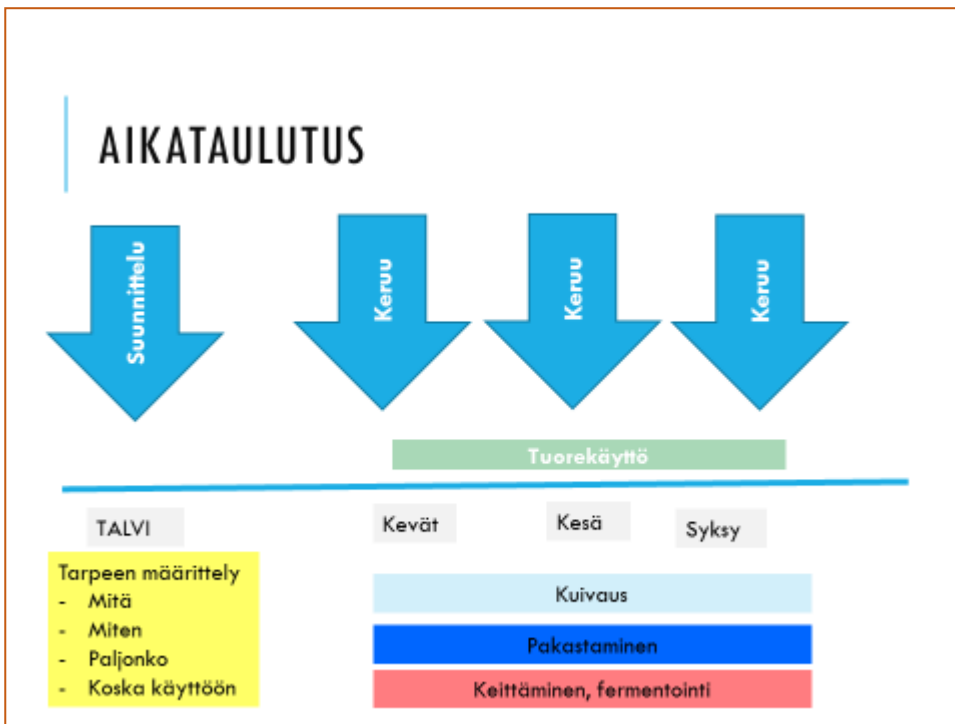 AIKATAULUTUS
Suunnittelu
Keruu
Keruu
Keruu
Tuorekäyttö
TALVI
Kevät
Kesä
Syksy
Tarpeen määrittely
- Mitä
- Miten
- Paljonko
- Koska käyttöön
Kuivaus
Pakastaminen
Keittäminen, fermentointi